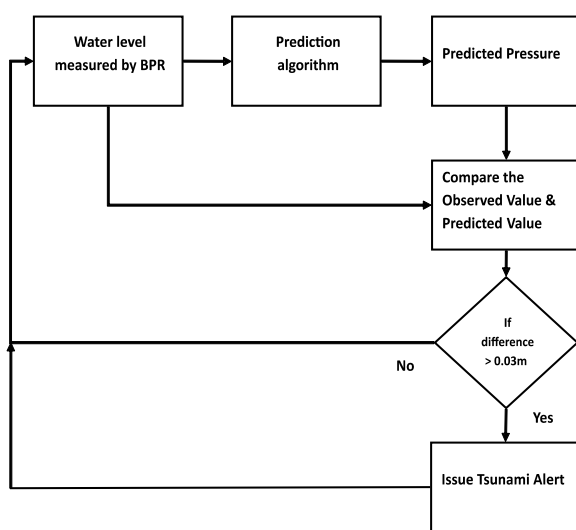 Water level
measured by BPR
Prediction
algorithm
Predicted Pressure
Compare the
Observed Value &
Predicted Value
If
difference
> 0.03m
No
Yes
Issue Tsunami Alert